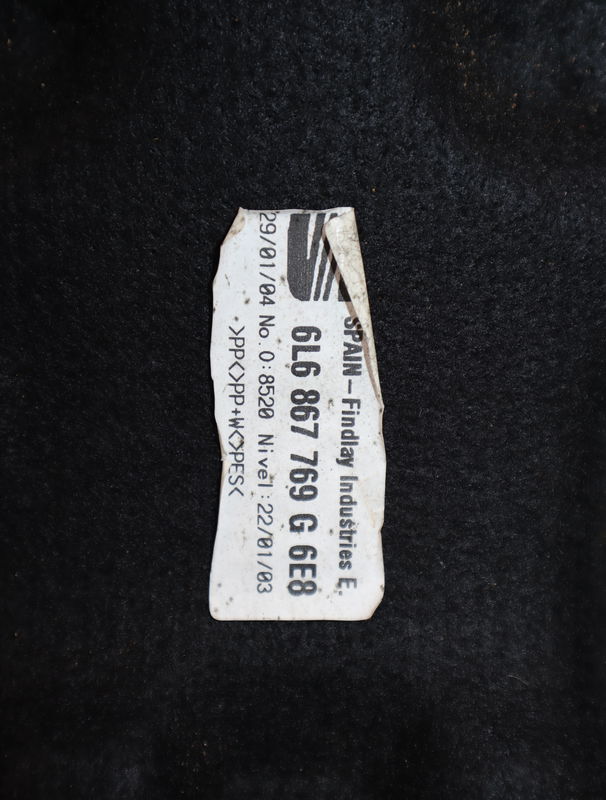 SPAIN-Findlay Industries E.
6L6 867 769 G 6E8
29/01/04 No.O:8520 Nivel:22/01/03
>PP<>PP+W<>PES<